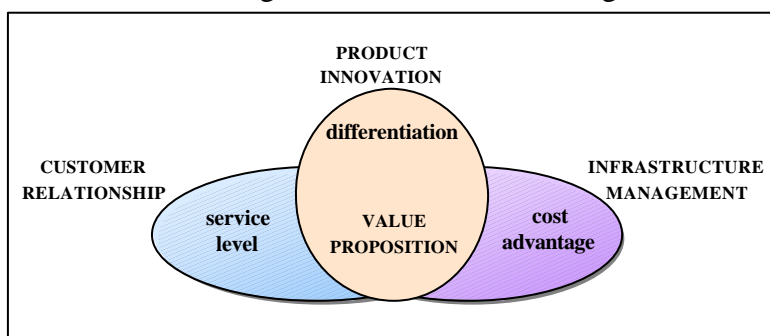 PRODUCT
INNOVATION
differentiation
CUSTOMER
RELATIONSHIP
INFRASTRUCTURE
MANAGEMENT
service
level
VALUE
PROPOSITION
cost
advantage